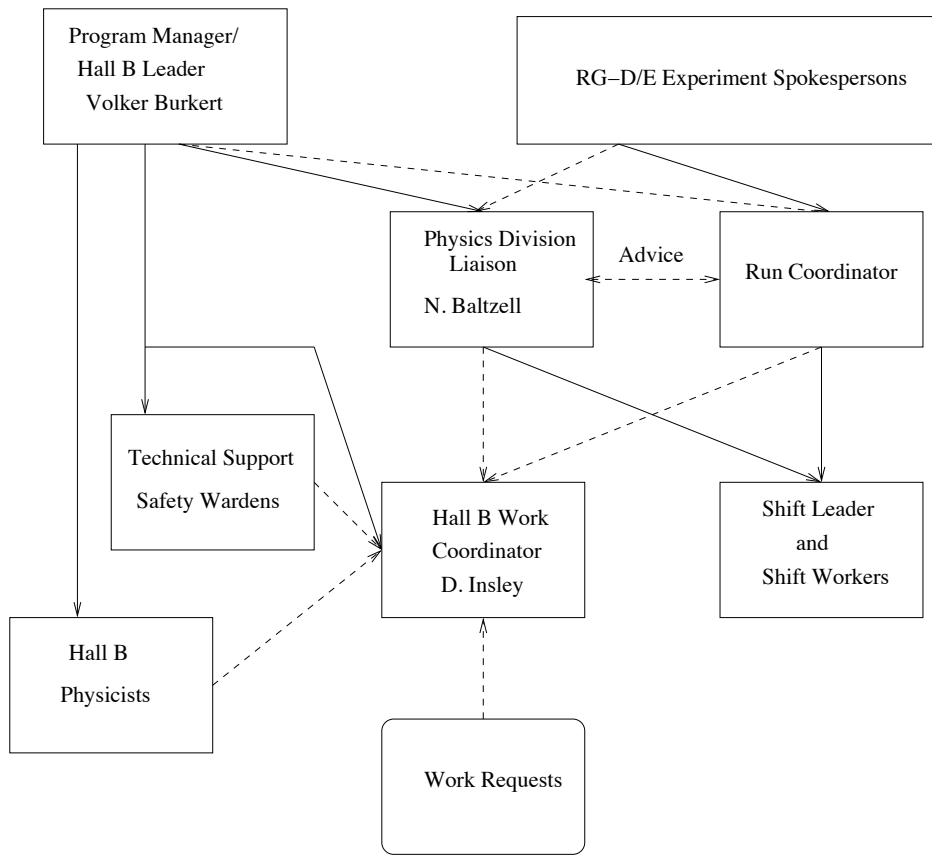 Program Manager/
Hall B Leader
Volker Burkert
RG–D/E Experiment Spokespersons
Physics Division
Liaison
N. Baltzell
Advice
Run Coordinator
Technical Support
Safety Wardens
Hall B Work
Coordinator
D. Insley
Shift Leader
and
Shift Workers
Hall B
Physicists
Work Requests